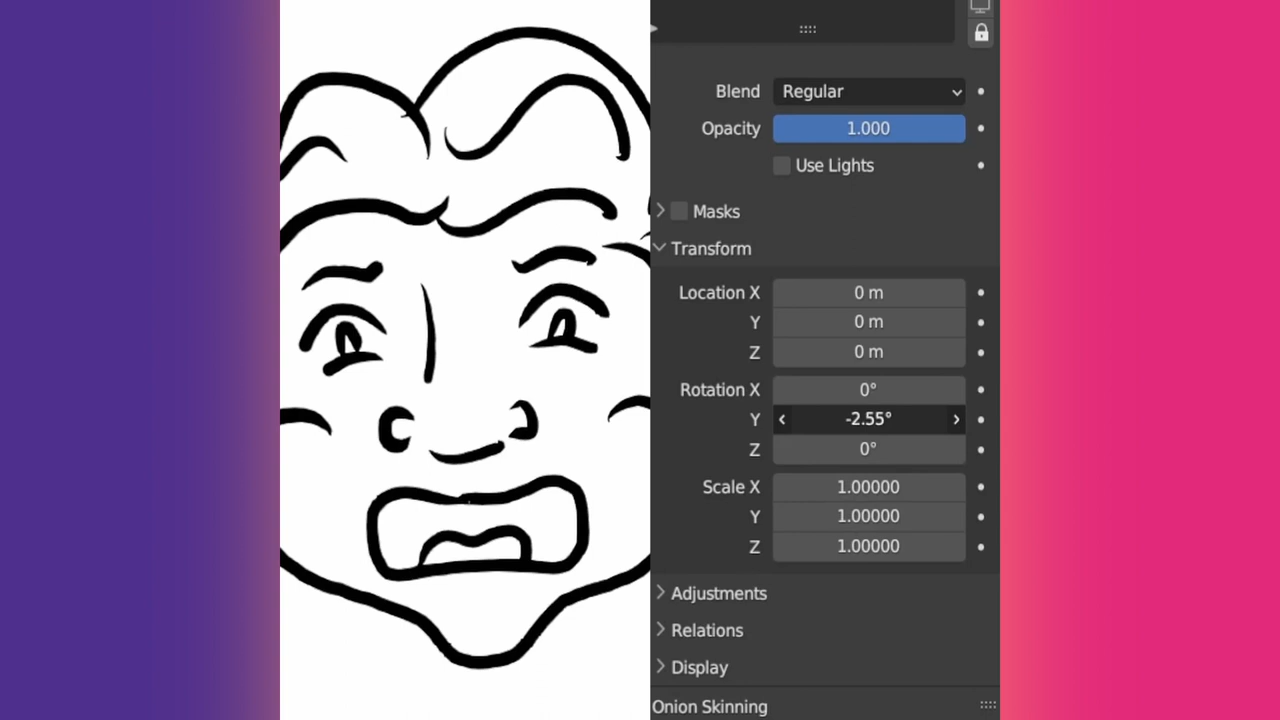 Blend Regular
Opacity 1.000
Use Lights
Masks
Transform
Location X 0 m
Y 0 m
Z 0 m
Rotation X 0°
Y -2.55°
Z 0°
Scale X 1.00000
Y 1.00000
Z 1.00000
Adjustments
Relations
Display
Onion Skinning